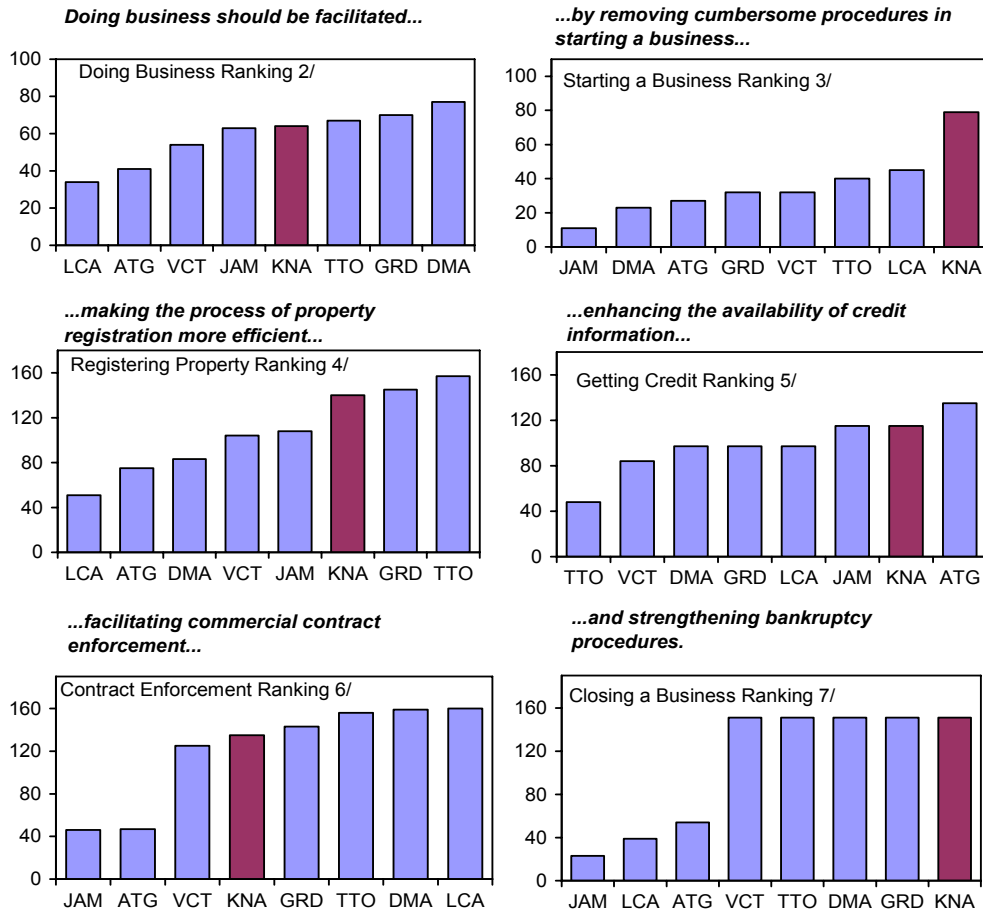 Doing business should be facilitated...
Doing Business Ranking 2/
100
80
60
40
20
0
LCA ATG VCT JAM KNA TTO GRD DMA
...by removing cumbersome procedures in
starting a business...
Starting a Business Ranking 3/
100
80
60
40
20
0
JAM DMA ATG GRD VCT TTO LCA KNA
...making the process of property
registration more efficient...
Registering Property Ranking 4/
160
120
80
40
0
LCA ATG DMA VCT JAM KNA GRD TTO
...enhancing the availability of credit
information...
Getting Credit Ranking 5/
160
120
80
40
0
TTO VCT DMA GRD LCA JAM KNA ATG
...facilitating commercial contract
enforcement...
Contract Enforcement Ranking 6/
160
120
80
40
0
JAM ATG VCT KNA GRD TTO DMA LCA
...and strengthening bankruptcy
procedures.
Closing a Business Ranking 7/
160
120
80
40
0
JAM LCA ATG VCT TTO DMA GRD KNA